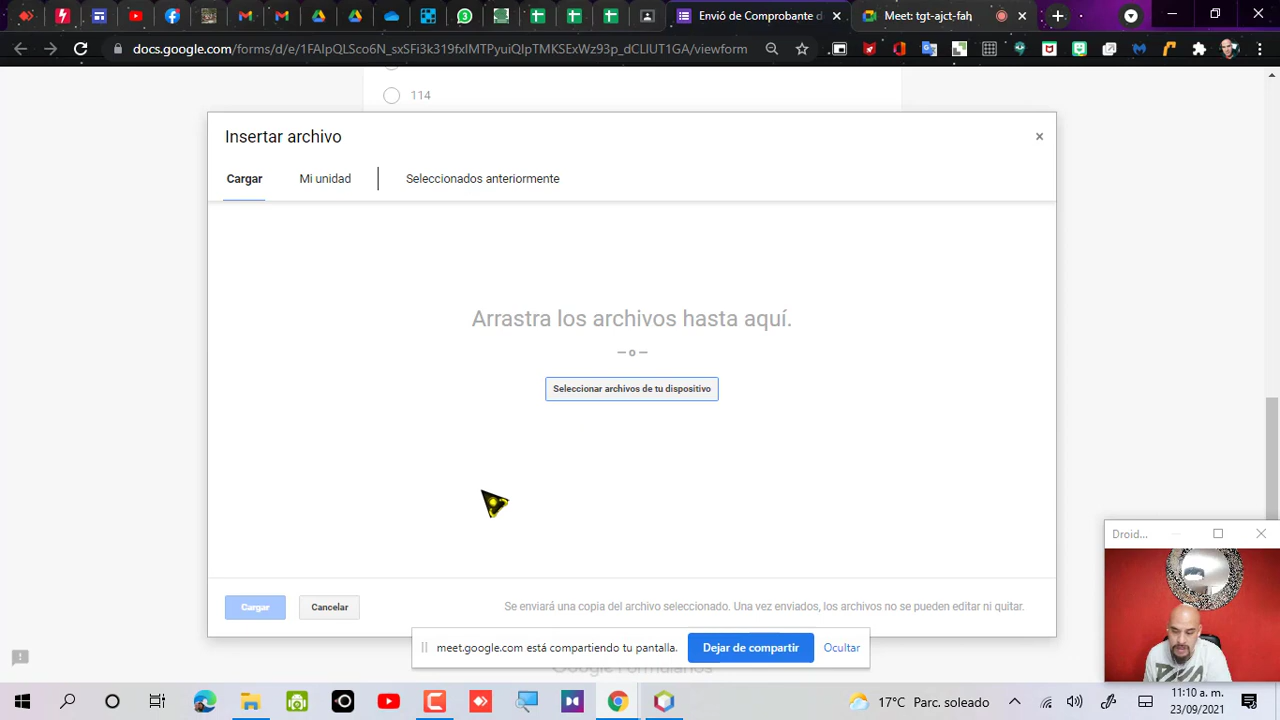 Envió de Comprobante d
Meet: tgt-ajct-fah
docs.google.com/forms/d/e/1FAIpQLSco6N_sxSFi3k319fxIMTPyuiQIpTMKSExWz93p_dCLIUT1GA/viewform
114
Insertar archivo
Cargar
Mi unidad
Seleccionados anteriormente
Arrastra los archivos hasta aquí.
— o —
Seleccionar archivos de tu dispositivo
Cargar
Cancelar
Se enviará una copia del archivo seleccionado. Una vez enviados, los archivos no se pueden editar ni quitar.
meet.google.com está compartiendo tu pantalla.
Dejar de compartir
Ocultar
Google Formularios
Droid...
17°C Parc. soleado
11:10 a. m.
23/09/2021